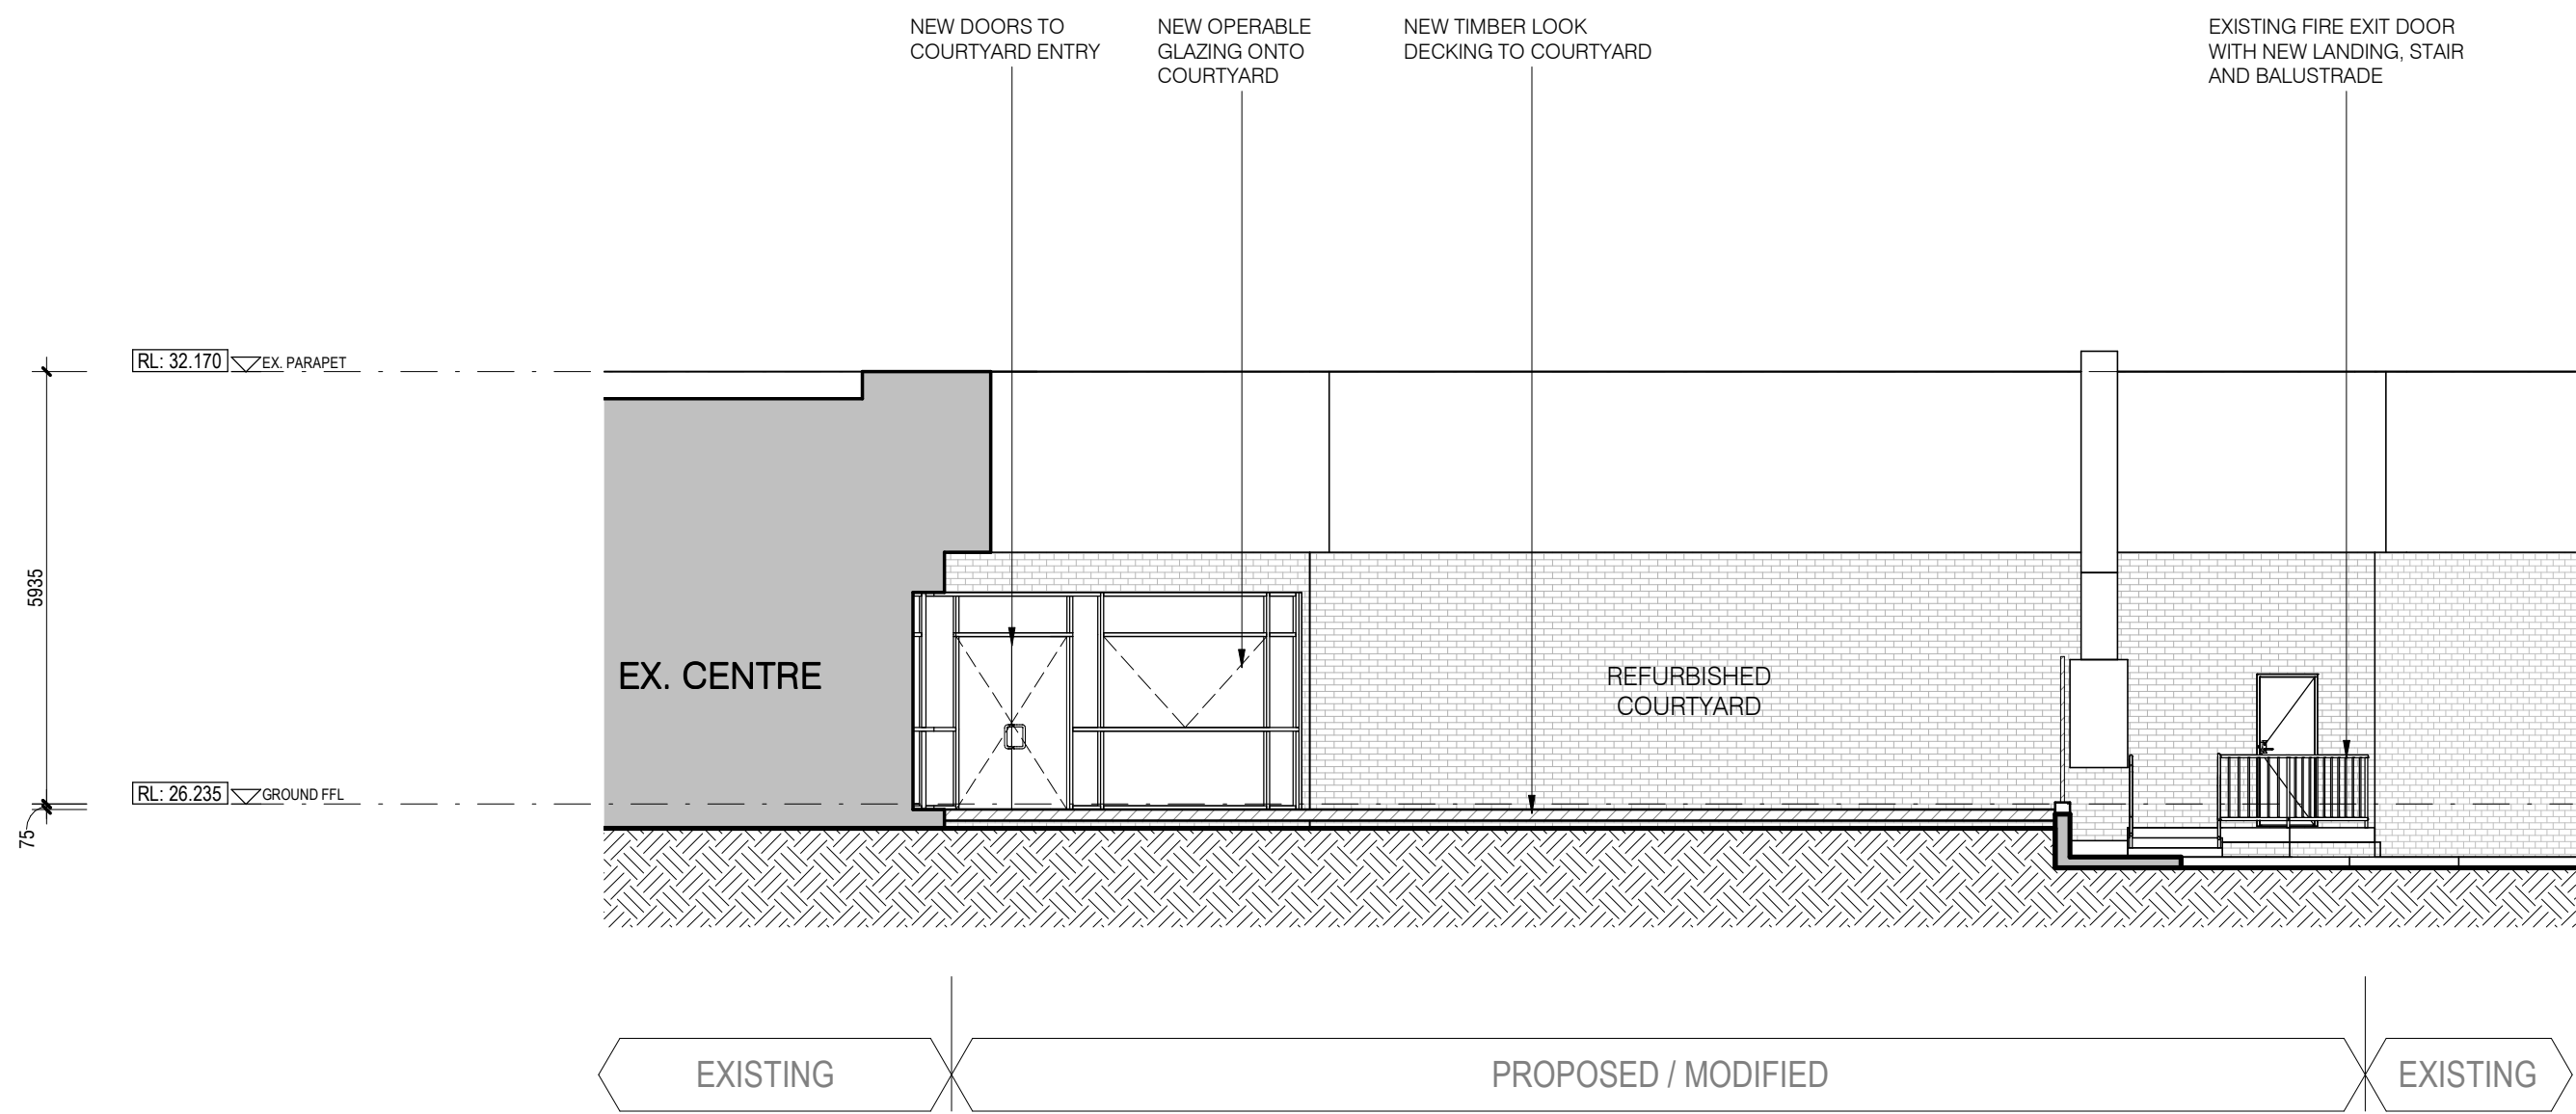 NEW DOORS TO
COURTYARD ENTRY
NEW OPERABLE
GLAZING ONTO
COURTYARD
NEW TIMBER LOOK
DECKING TO COURTYARD
EXISTING FIRE EXIT DOOR
WITH NEW LANDING, STAIR
AND BALUSTRADE
RL: 32.170 EX. PARAPET
5935
EX. CENTRE
REFURBISHED
COURTYARD
RL: 26.235 GROUND FFL
75
EXISTING
PROPOSED / MODIFIED
EXISTING